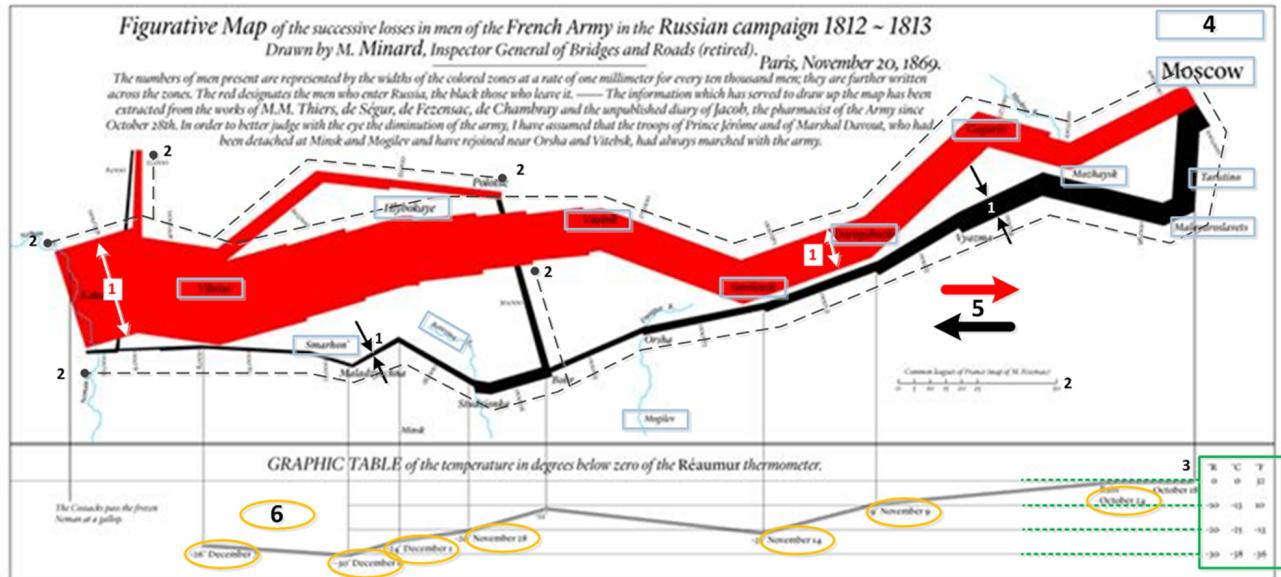 Figurative Map of the successive losses in men of the French Army in the Russian campaign 1812 ~ 1813
Drawn by M. Minard, Inspector General of Bridges and Roads (retired).
Paris, November 20, 1869.
The numbers of men present are represented by the widths of the colored zones at a rate of one millimeter for every ten thousand men; they are further written
across the zones. The red designates the men who enter Russia, the black those who leave it. —— The information which has served to draw up the map has been
extracted from the works of M.M. Thiers, de Ségur, de Fezensac, de Chambray and the unpublished diary of Jacob, the pharmacist of the Army since
October 28th. In order to better judge with the eye the diminution of the army, I have assumed that the troops of Prince Jérôme and of Marshal Davout, who had
been detached at Minsk and Mogilev and have rejoined near Orsha and Vitebsk, had always marched with the army.
4
Moscow
2
2
Polotsk
Gagarin
Mozhaysk
Tarutino
Hlybokaye
Vitebsk
1
Maloyaroslavets
Dorogobuzh
Vyazma
2
1
1
2
Vilnius
Smolensk
5
Smarhon'
1
Orsha
Maladzyechna
2
Bobr
Studienka
Common leagues of France (map of M. Fezensac)
2
Mogilev
Minsk
GRAPHIC TABLE of the temperature in degrees below zero of the Réaumur thermometer.
3
°R °C °F
0 0 32
October 18
October 24
-10 -13 10
-20 -25 -13
-30 -38 -36
The Cossacks pass the frozen
Neman at a gallop.
6
9° November 9
November 14
November 28
December 1
-26° December
-30° December